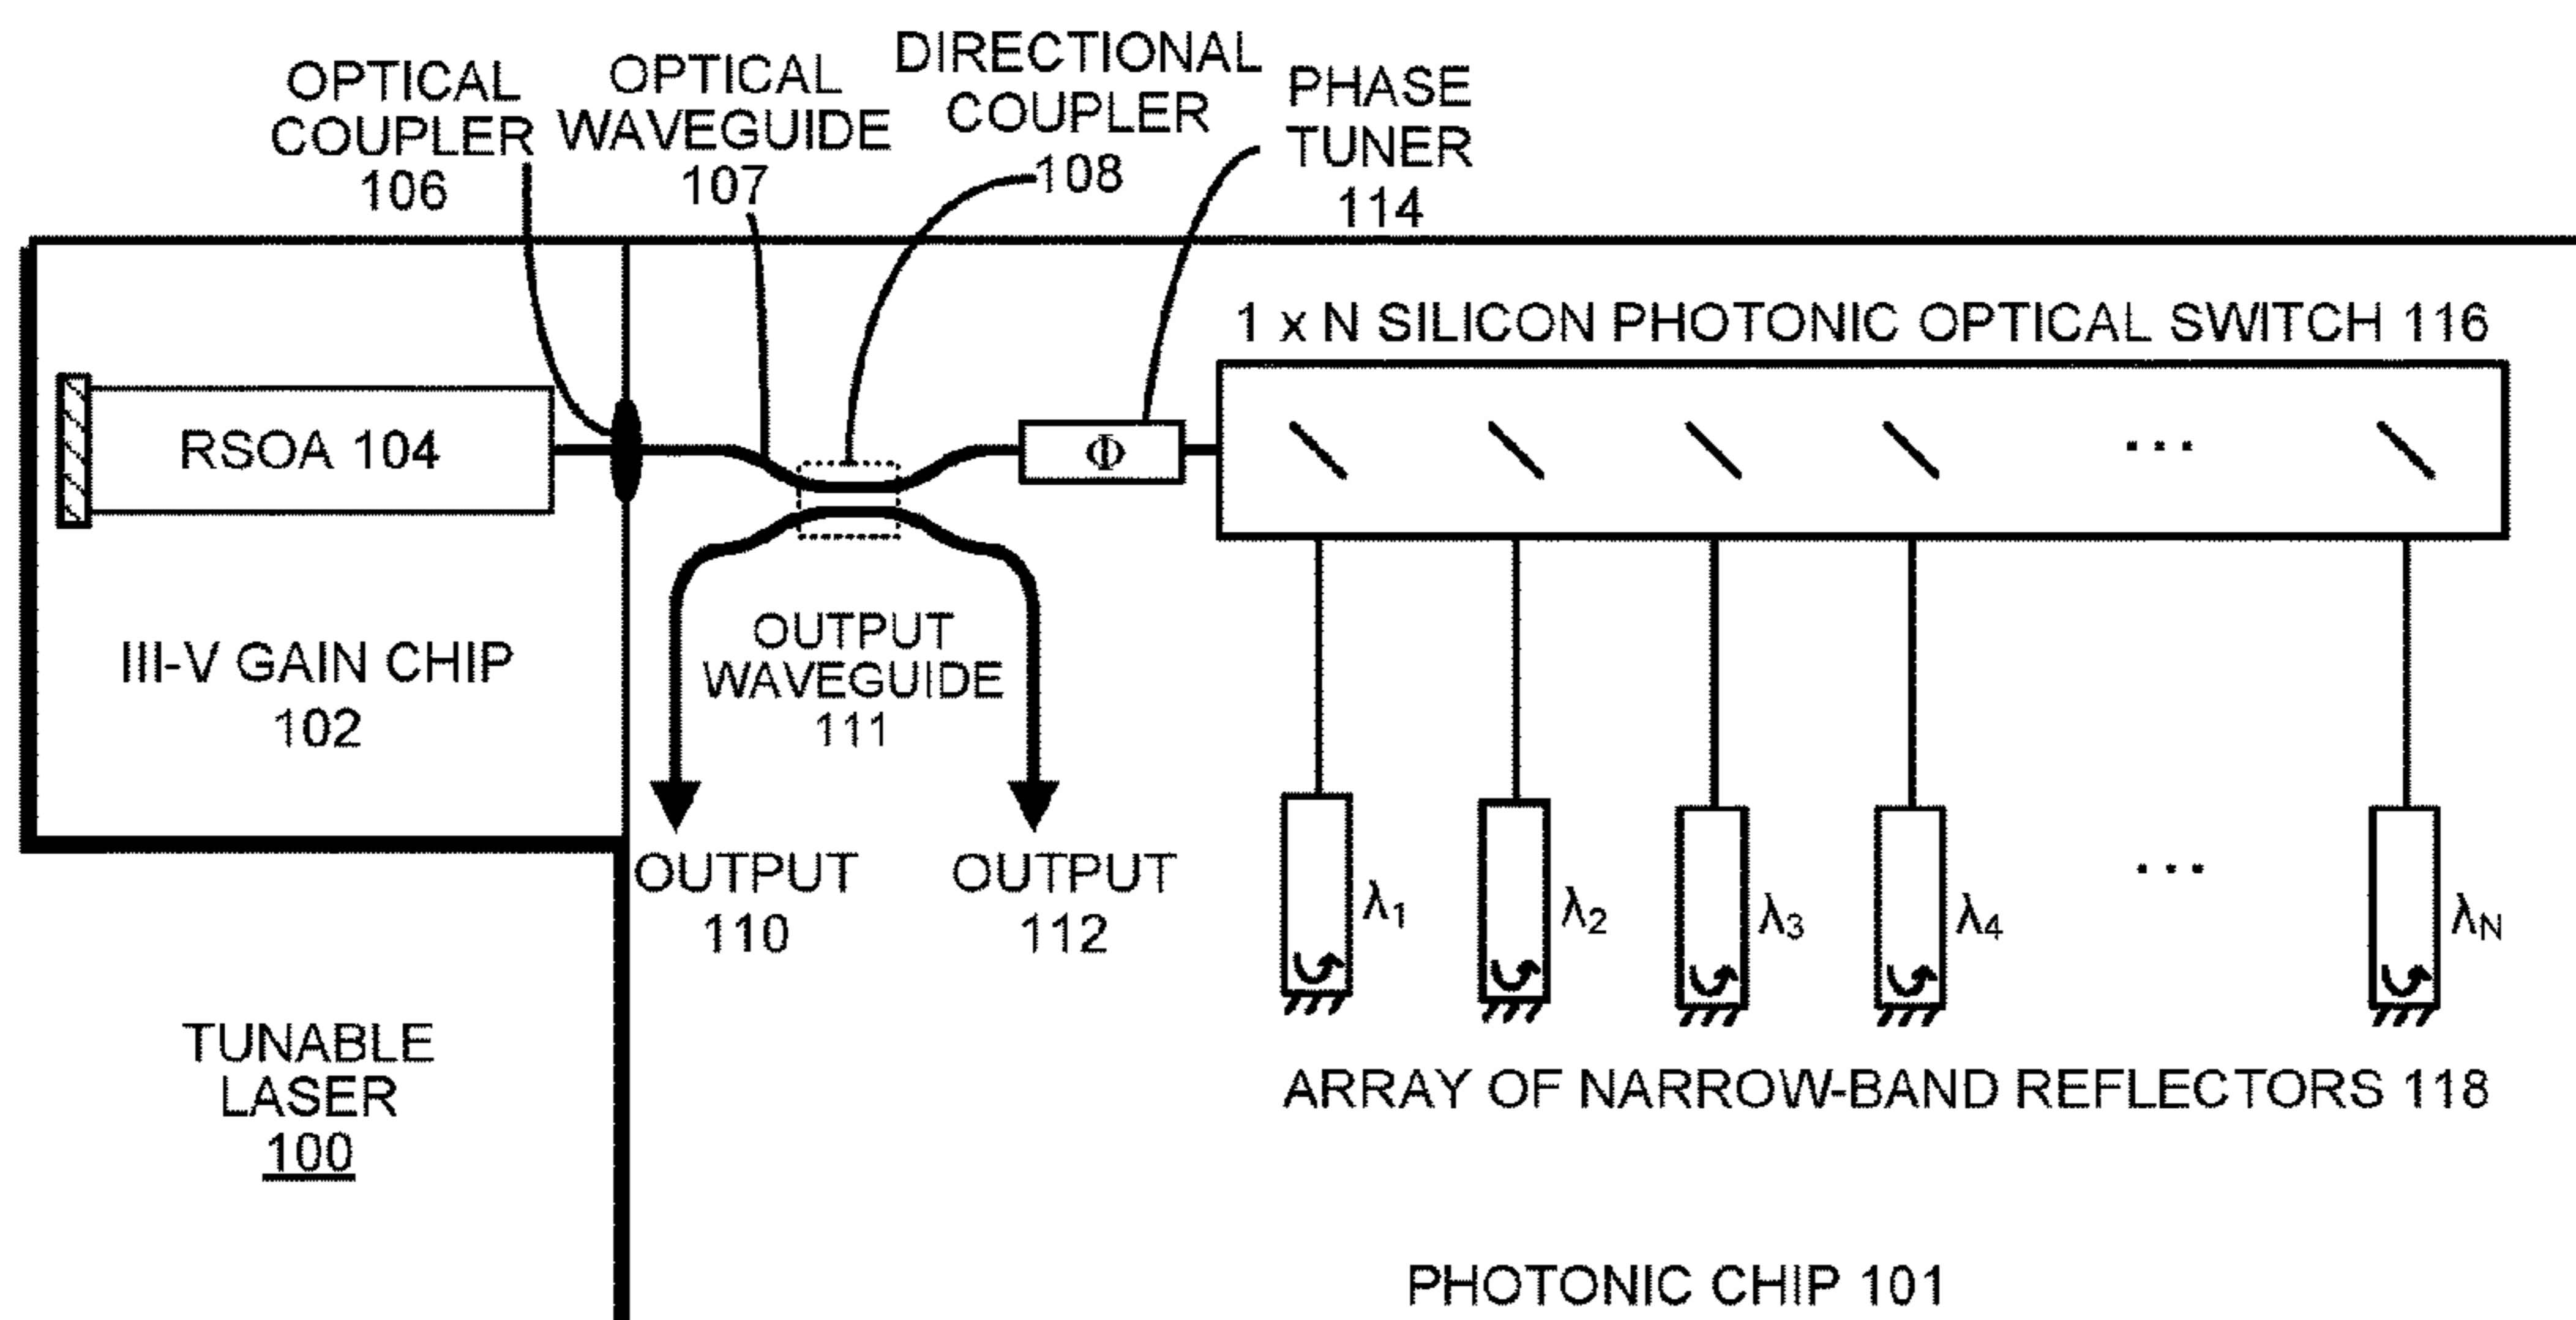 OPTICAL
COUPLER
106
OPTICAL
WAVEGUIDE
107
DIRECTIONAL
COUPLER
108
PHASE
TUNER
114
1 x N SILICON PHOTONIC OPTICAL SWITCH 116
RSOA 104
Φ
...
III-V GAIN CHIP
102
OUTPUT
WAVEGUIDE
111
OUTPUT
110
OUTPUT
112
λ1
λ2
λ3
λ4
...
λN
ARRAY OF NARROW-BAND REFLECTORS 118
TUNABLE
LASER
100
PHOTONIC CHIP 101